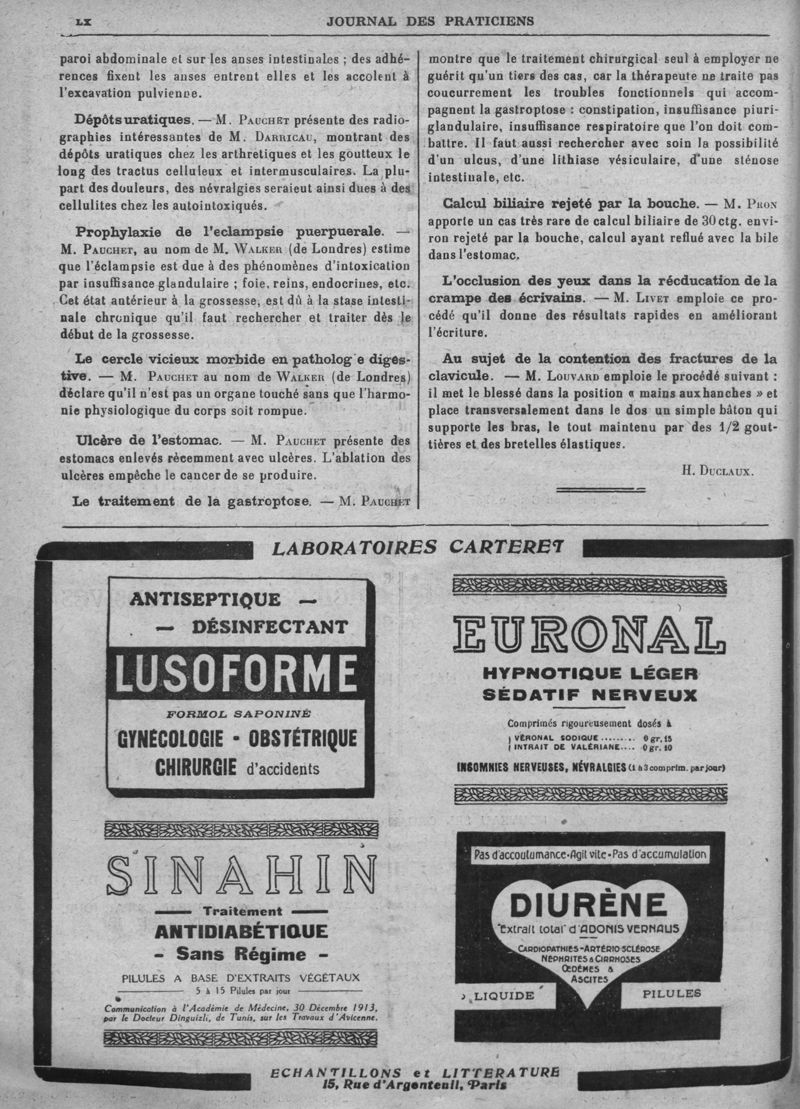 LX
JOURNAL DES PRATICIENS
paroi abdominale et sur les anses intestinales ; des adhé-
rences fixent les anses entrent elles et les accolent à
l'excavation pulvienne.
Dépôts uratiques. — M. PAUCHET présente des radio-
graphies intéressantes de M. DARRICAU, montrant des
dépôts uratiques chez les arthrétiques et les goutteux le
long des tractus celluleux et intermusculaires. La plu-
part des douleurs, des névralgies seraieut ainsi dues à des
cellulites chez les autointoxiqués.
Prophylaxie de l'eclampsie puerpuerale. —
M. PAUCHET, au nom de M. WALKER (de Londres) estime
que l'éclampsie est due à des phénomènes d'intoxication
par insuffisance glandulaire ; foie, reins, endocrines, etc.
Cet état antérieur à la grossesse, est dû à la stase intesti-
nale chronique qu'il faut rechercher et traiter dès le
début de la grossesse.
Le cercle vicieux morbide en patholog e diges-
tive. — M. PAUCHET au nom de WALKER (de Londres)
déclare qu'il n'est pas un organe touché sans que l'harmo-
nie physiologique du corps soit rompue.
Ulcère de l'estomac. — M. PAUCHET présente des
estomacs enlevés récemment avec ulcères. L'ablation des
ulcères empêche le cancer de se produire.
Le traitement de la gastroptose. — M. PAUCHET
montre que le traitement chirurgical seul à employer ne
guérit qu'un tiers des cas, car la thérapeute ne traite pas
coucurrement les troubles fonctionnels qui accom-
pagnent la gastroptose : constipation, insuffisance piuri-
glandulaire, insuffisance respiratoire que l'on doit com-
battre. Il faut aussi rechercher avec soin la possibilité
d'un ulcus, d'une lithiase vésiculaire, d'une sténose
intestinale, etc.
Calcul biliaire rejeté par la bouche. — M. PRON
apporte un cas très rare de calcul biliaire de 30 ctg. envi-
ron rejeté par la bouche, calcul ayant reflué avec la bile
dans l'estomac.
L'occlusion des yeux dans la réeducation de la
crampe des écrivains. — M. LIVET emploie ce pro-
cédé qu'il donne des résultats rapides en améliorant
l'écriture.
Au sujet de la contention des fractures de la
clavicule. — M. LOUVARD emploie le procédé suivant :
il met le blessé dans la position « mains aux hanches » et
place transversalement dans le dos un simple bâton qui
supporte les bras, le tout maintenu par des 1/2 gout-
tières et des bretelles élastiques.
H. DUCLAUX.
LABORATOIRES CARTERET
ANTISEPTIQUE —
— DÉSINFECTANT
LUSOFORME
FORMOL SAPONINÉ
GYNÉCOLOGIE - OBSTÉTRIQUE
CHIRURGIE d'accidents
EURONAL
HYPNOTIQUE LÉGER
SÉDATIF NERVEUX
Comprimés rigoureusement dosés à
VÉRONAL SODIQUE ......... 0 gr. 15
INTRAIT DE VALÉRIANE.... 0 gr. 10
INSOMNIES NERVEUSES, NÉVRALGIES (1 à 3 comprim. par jour)
SINAHIN
Traitement
ANTIDIABÉTIQUE
- Sans Régime -
PILULES A BASE D'EXTRAITS VÉGÉTAUX
5 à 15 Pilules par jour
Communication à l'Académie de Médecine, 30 Décembre 1913,
par le Docteur Dinguizli, de Tunis, sur les Travaux d'Avicenne.
Pas d'accoutumance-Agit vite-Pas d'accumulation
DIURÈNE
"Extrait total" d'ADONIS VERNALIS
CARDIOPATHIES-ARTÉRIO-SCLÉROSE
NÉPHRITES & CIRRHOSES
ŒDÈMES &
ASCITES
LIQUIDE
PILULES
ECHANTILLONS et LITTERATURE
15, Rue d'Argenteuil, Paris